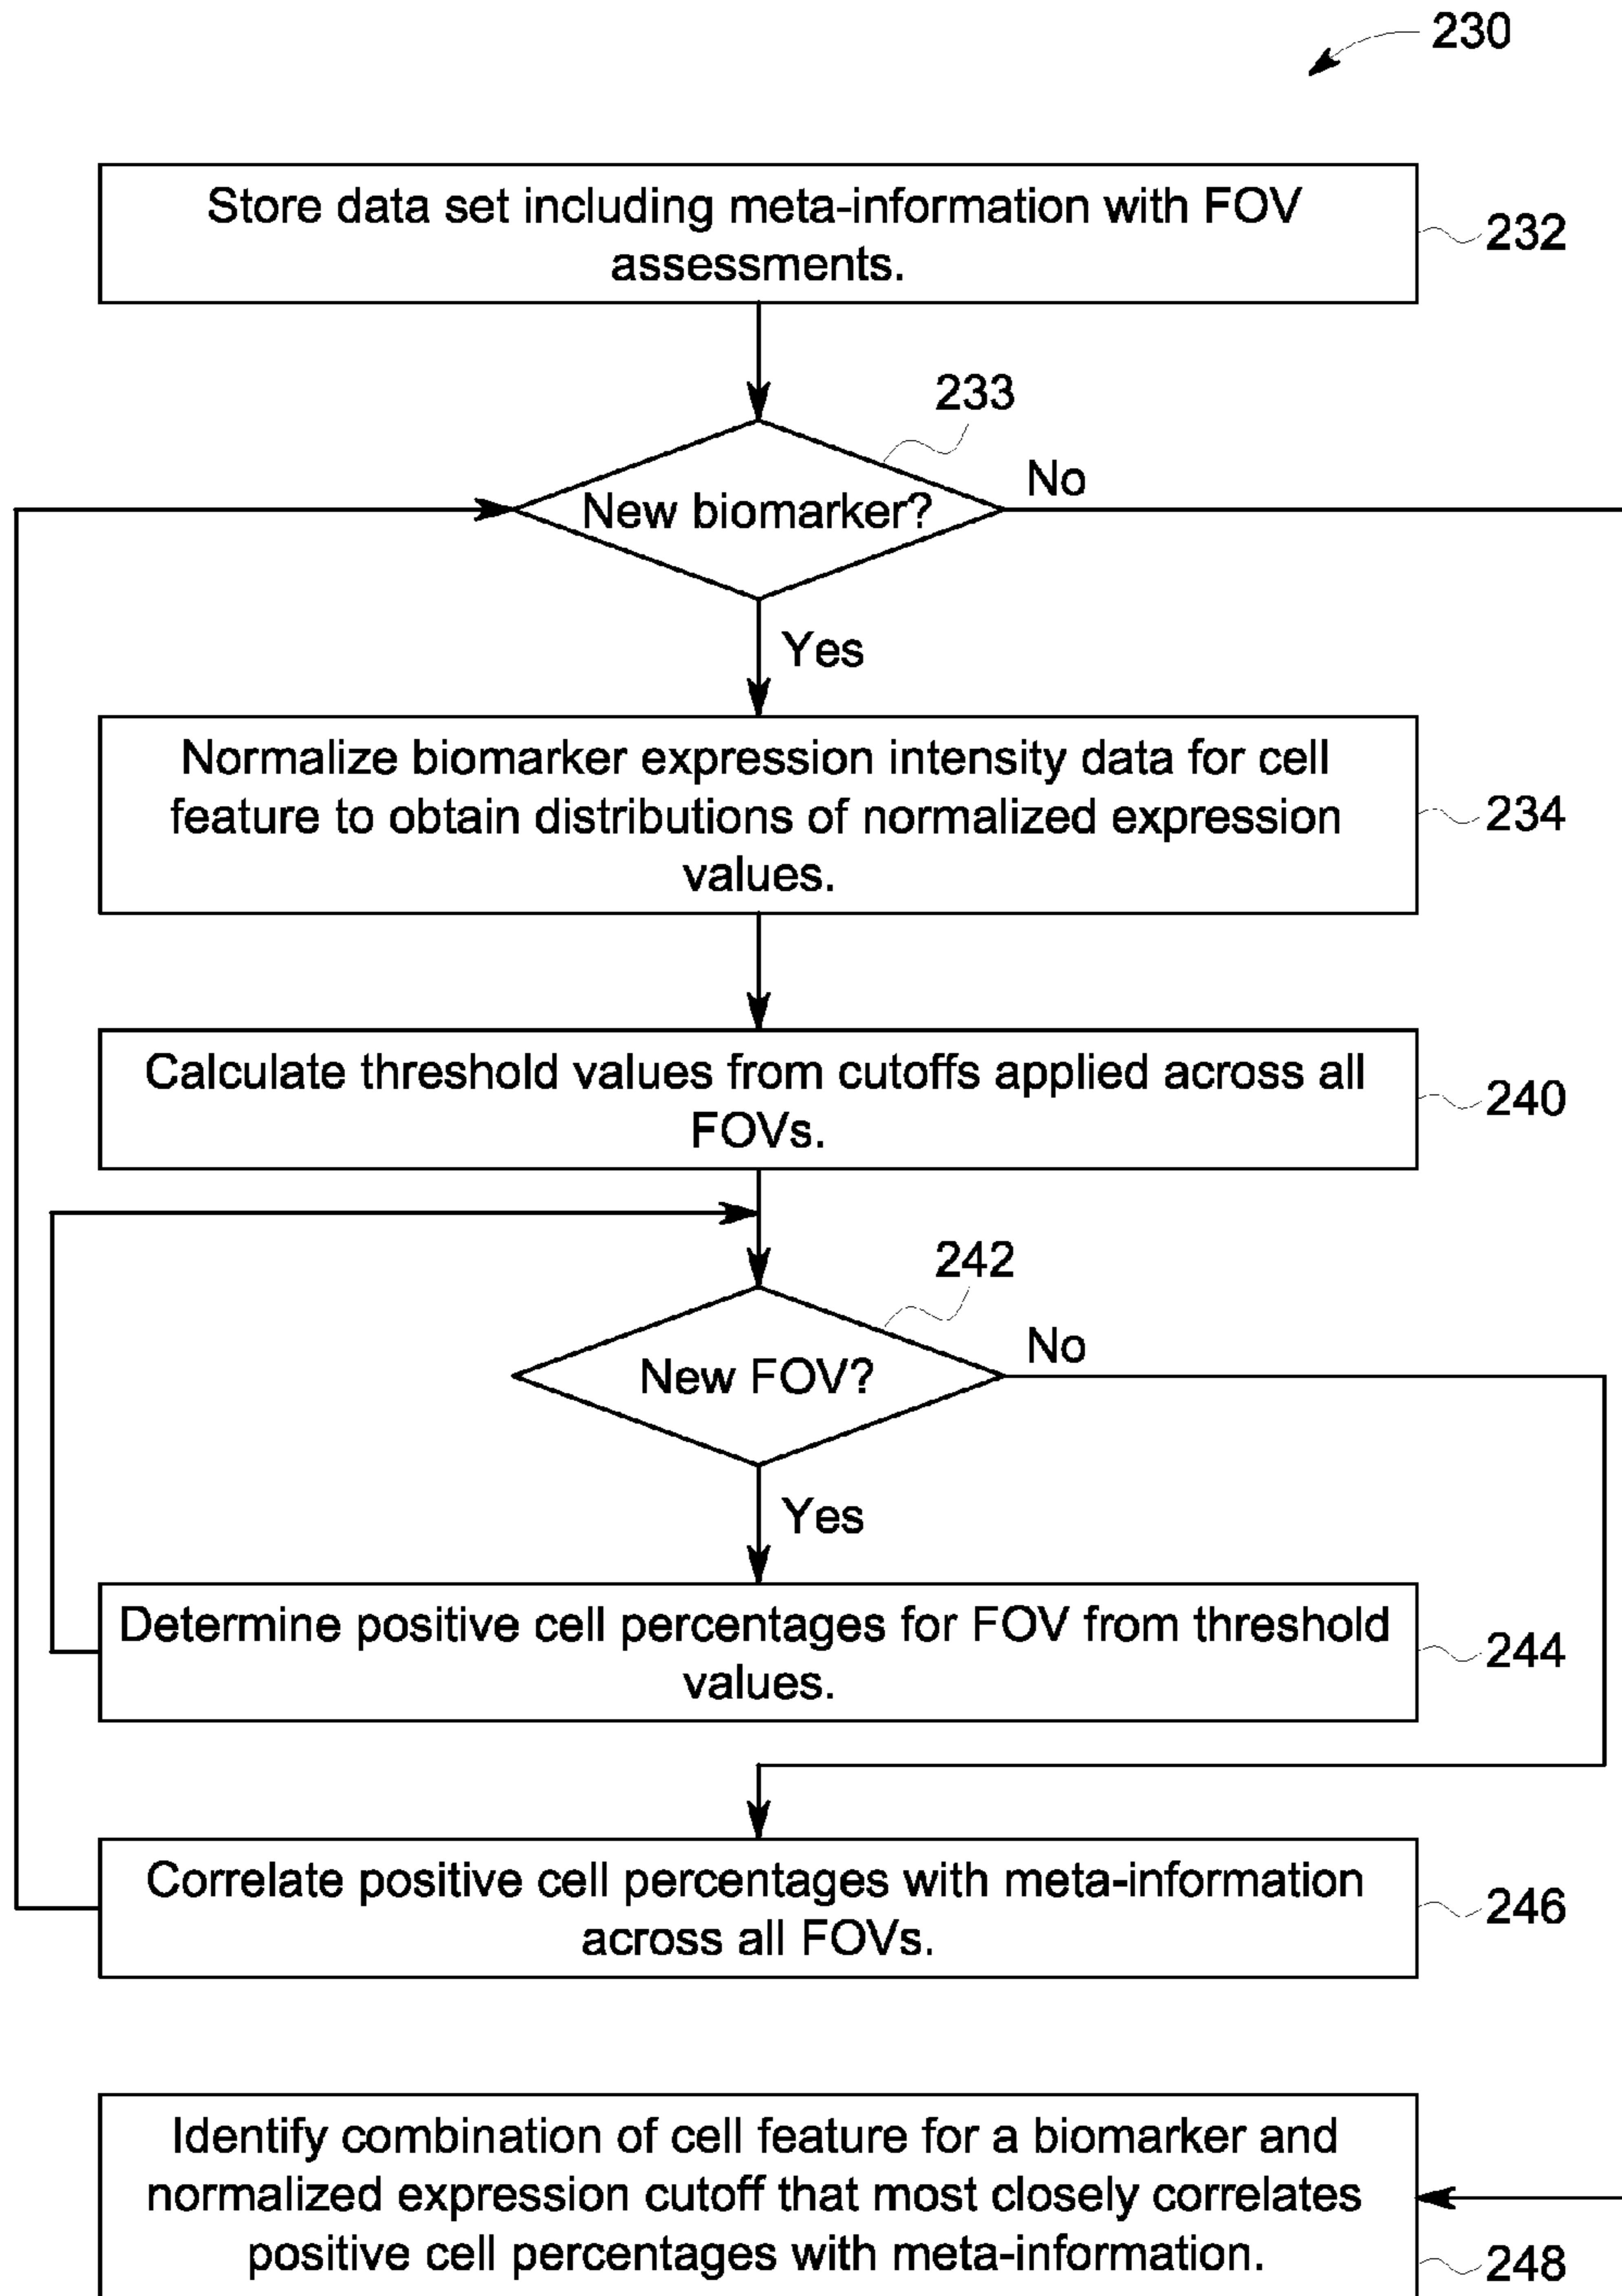 230
Store data set including meta-information with FOV
assessments.
232
233
New biomarker?
No
Yes
Normalize biomarker expression intensity data for cell
feature to obtain distributions of normalized expression
values.
234
Calculate threshold values from cutoffs applied across all
FOVs.
240
242
New FOV?
No
Yes
Determine positive cell percentages for FOV from threshold
values.
244
Correlate positive cell percentages with meta-information
across all FOVs.
246
Identify combination of cell feature for a biomarker and
normalized expression cutoff that most closely correlates
positive cell percentages with meta-information.
248